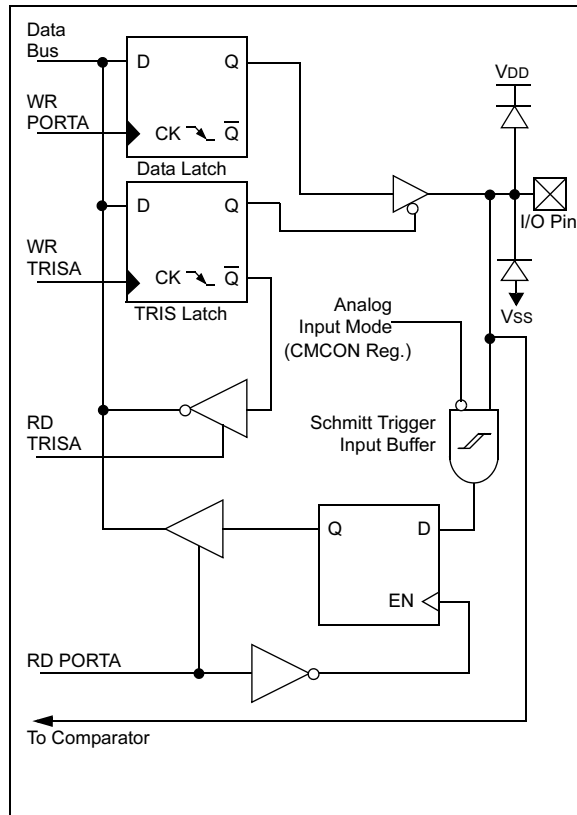 Data
Bus
D
Q
VDD
WR
PORTA
CK
Q
Data Latch
D
Q
I/O Pin
WR
TRISA
CK
Q
TRIS Latch
Analog
Input Mode
(CMCON Reg.)
VSS
RD
TRISA
Schmitt Trigger
Input Buffer
Q
D
EN
RD PORTA
To Comparator